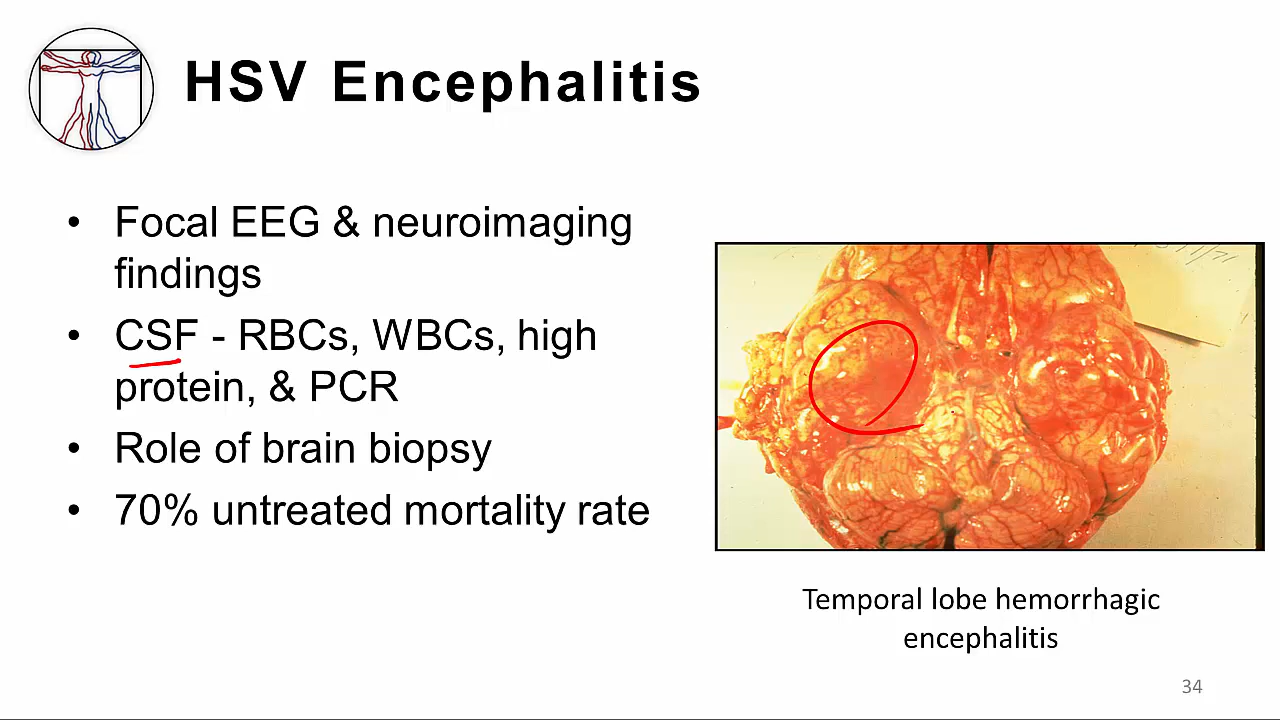 HSV Encephalitis
• Focal EEG & neuroimaging
findings
• CSF - RBCs, WBCs, high
protein, & PCR
• Role of brain biopsy
• 70% untreated mortality rate
Temporal lobe hemorrhagic
encephalitis
34